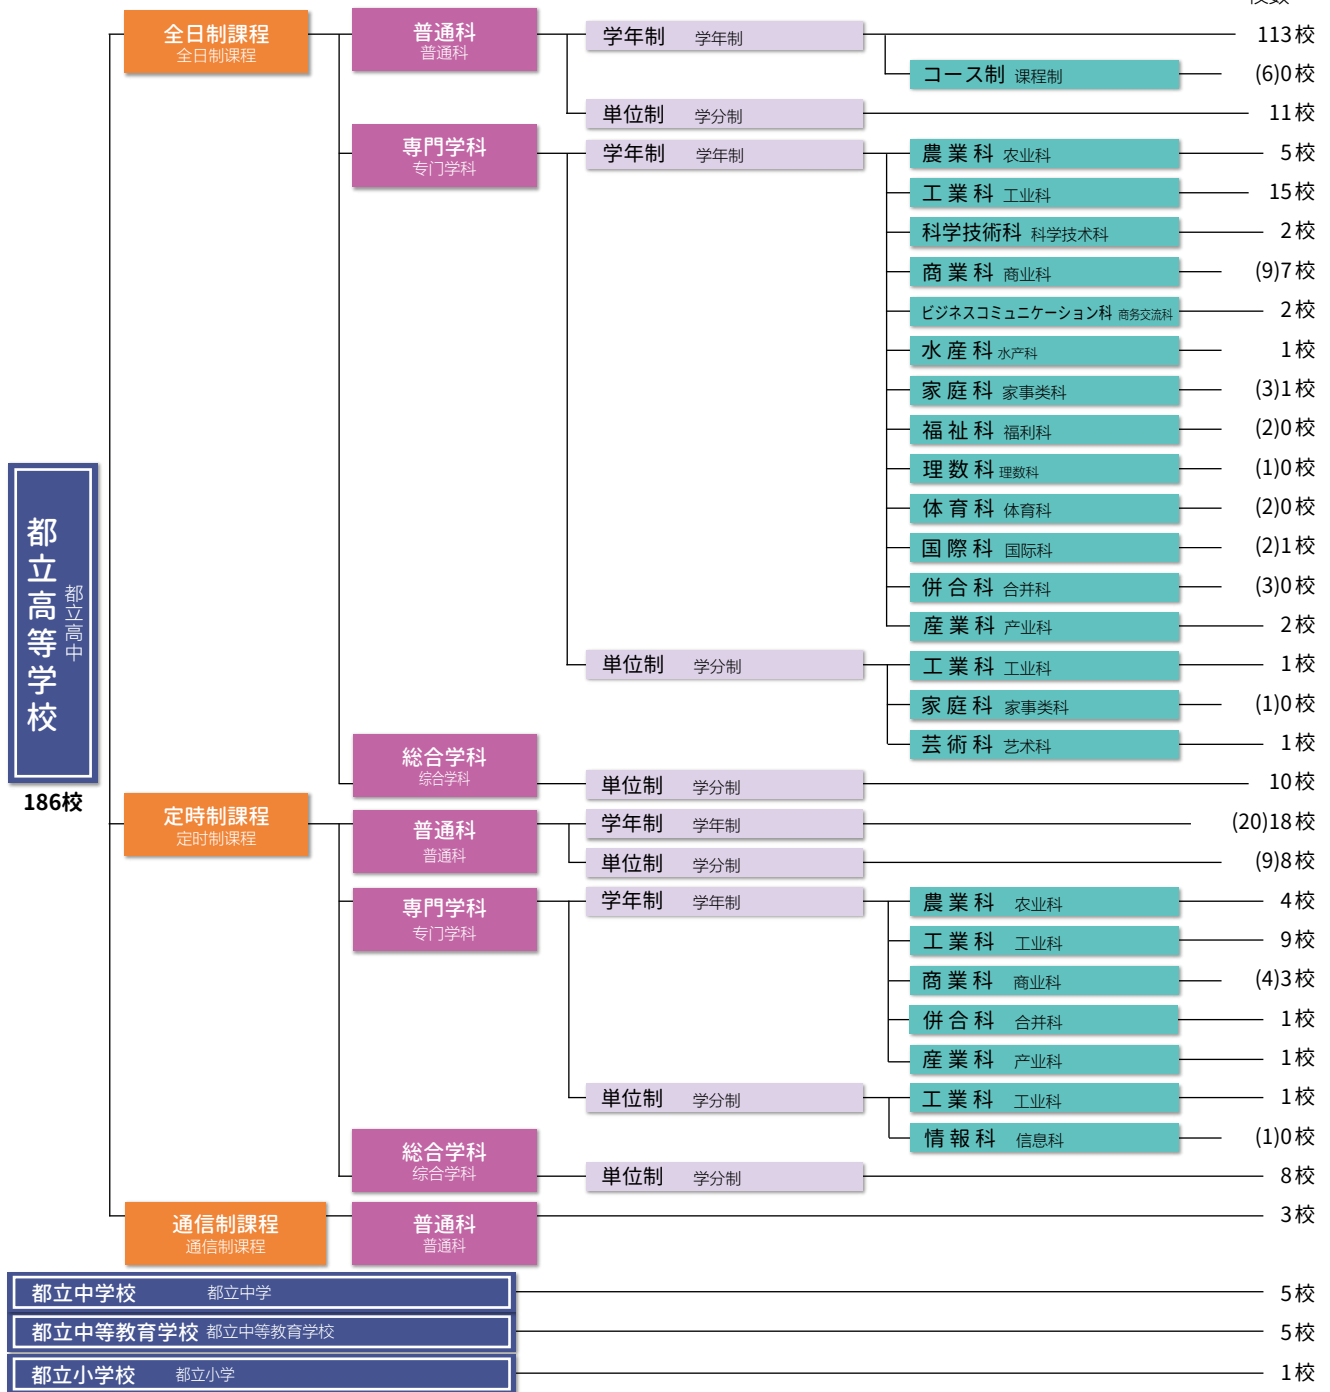 全日制課程
全日制课程
普通科
普通科
学年制 学年制
113校
コース制 课程制
(6)0校
単位制 学分制
11校
専門学科
专门学科
学年制 学年制
農業科 农业科
5校
工業科 工业科
15校
科学技術科 科学技术科
2校
商業科 商业科
(9)7校
ビジネスコミュニケーション科 商务交流科
2校
水産科 水产科
1校
家庭科 家事类科
(3)1校
福祉科 福利科
(2)0校
理数科 理数科
(1)0校
体育科 体育科
(2)0校
国際科 国际科
(2)1校
併合科 合并科
(3)0校
産業科 产业科
2校
単位制 学分制
工業科 工业科
1校
家庭科 家事类科
(1)0校
芸術科 艺术科
1校
総合学科
综合学科
単位制 学分制
10校
都立高等学校
都立高中
186校
定時制課程
定时制课程
普通科
普通科
学年制 学年制
(20)18校
単位制 学分制
(9)8校
専門学科
专门学科
学年制 学年制
農業科 农业科
4校
工業科 工业科
9校
商業科 商业科
(4)3校
併合科 合并科
1校
産業科 产业科
1校
単位制 学分制
工業科 工业科
1校
情報科 信息科
(1)0校
総合学科
综合学科
単位制 学分制
8校
通信制課程
通信制课程
普通科
普通科
3校
都立中学校 都立中学
5校
都立中等教育学校 都立中等教育学校
5校
都立小学校 都立小学
1校